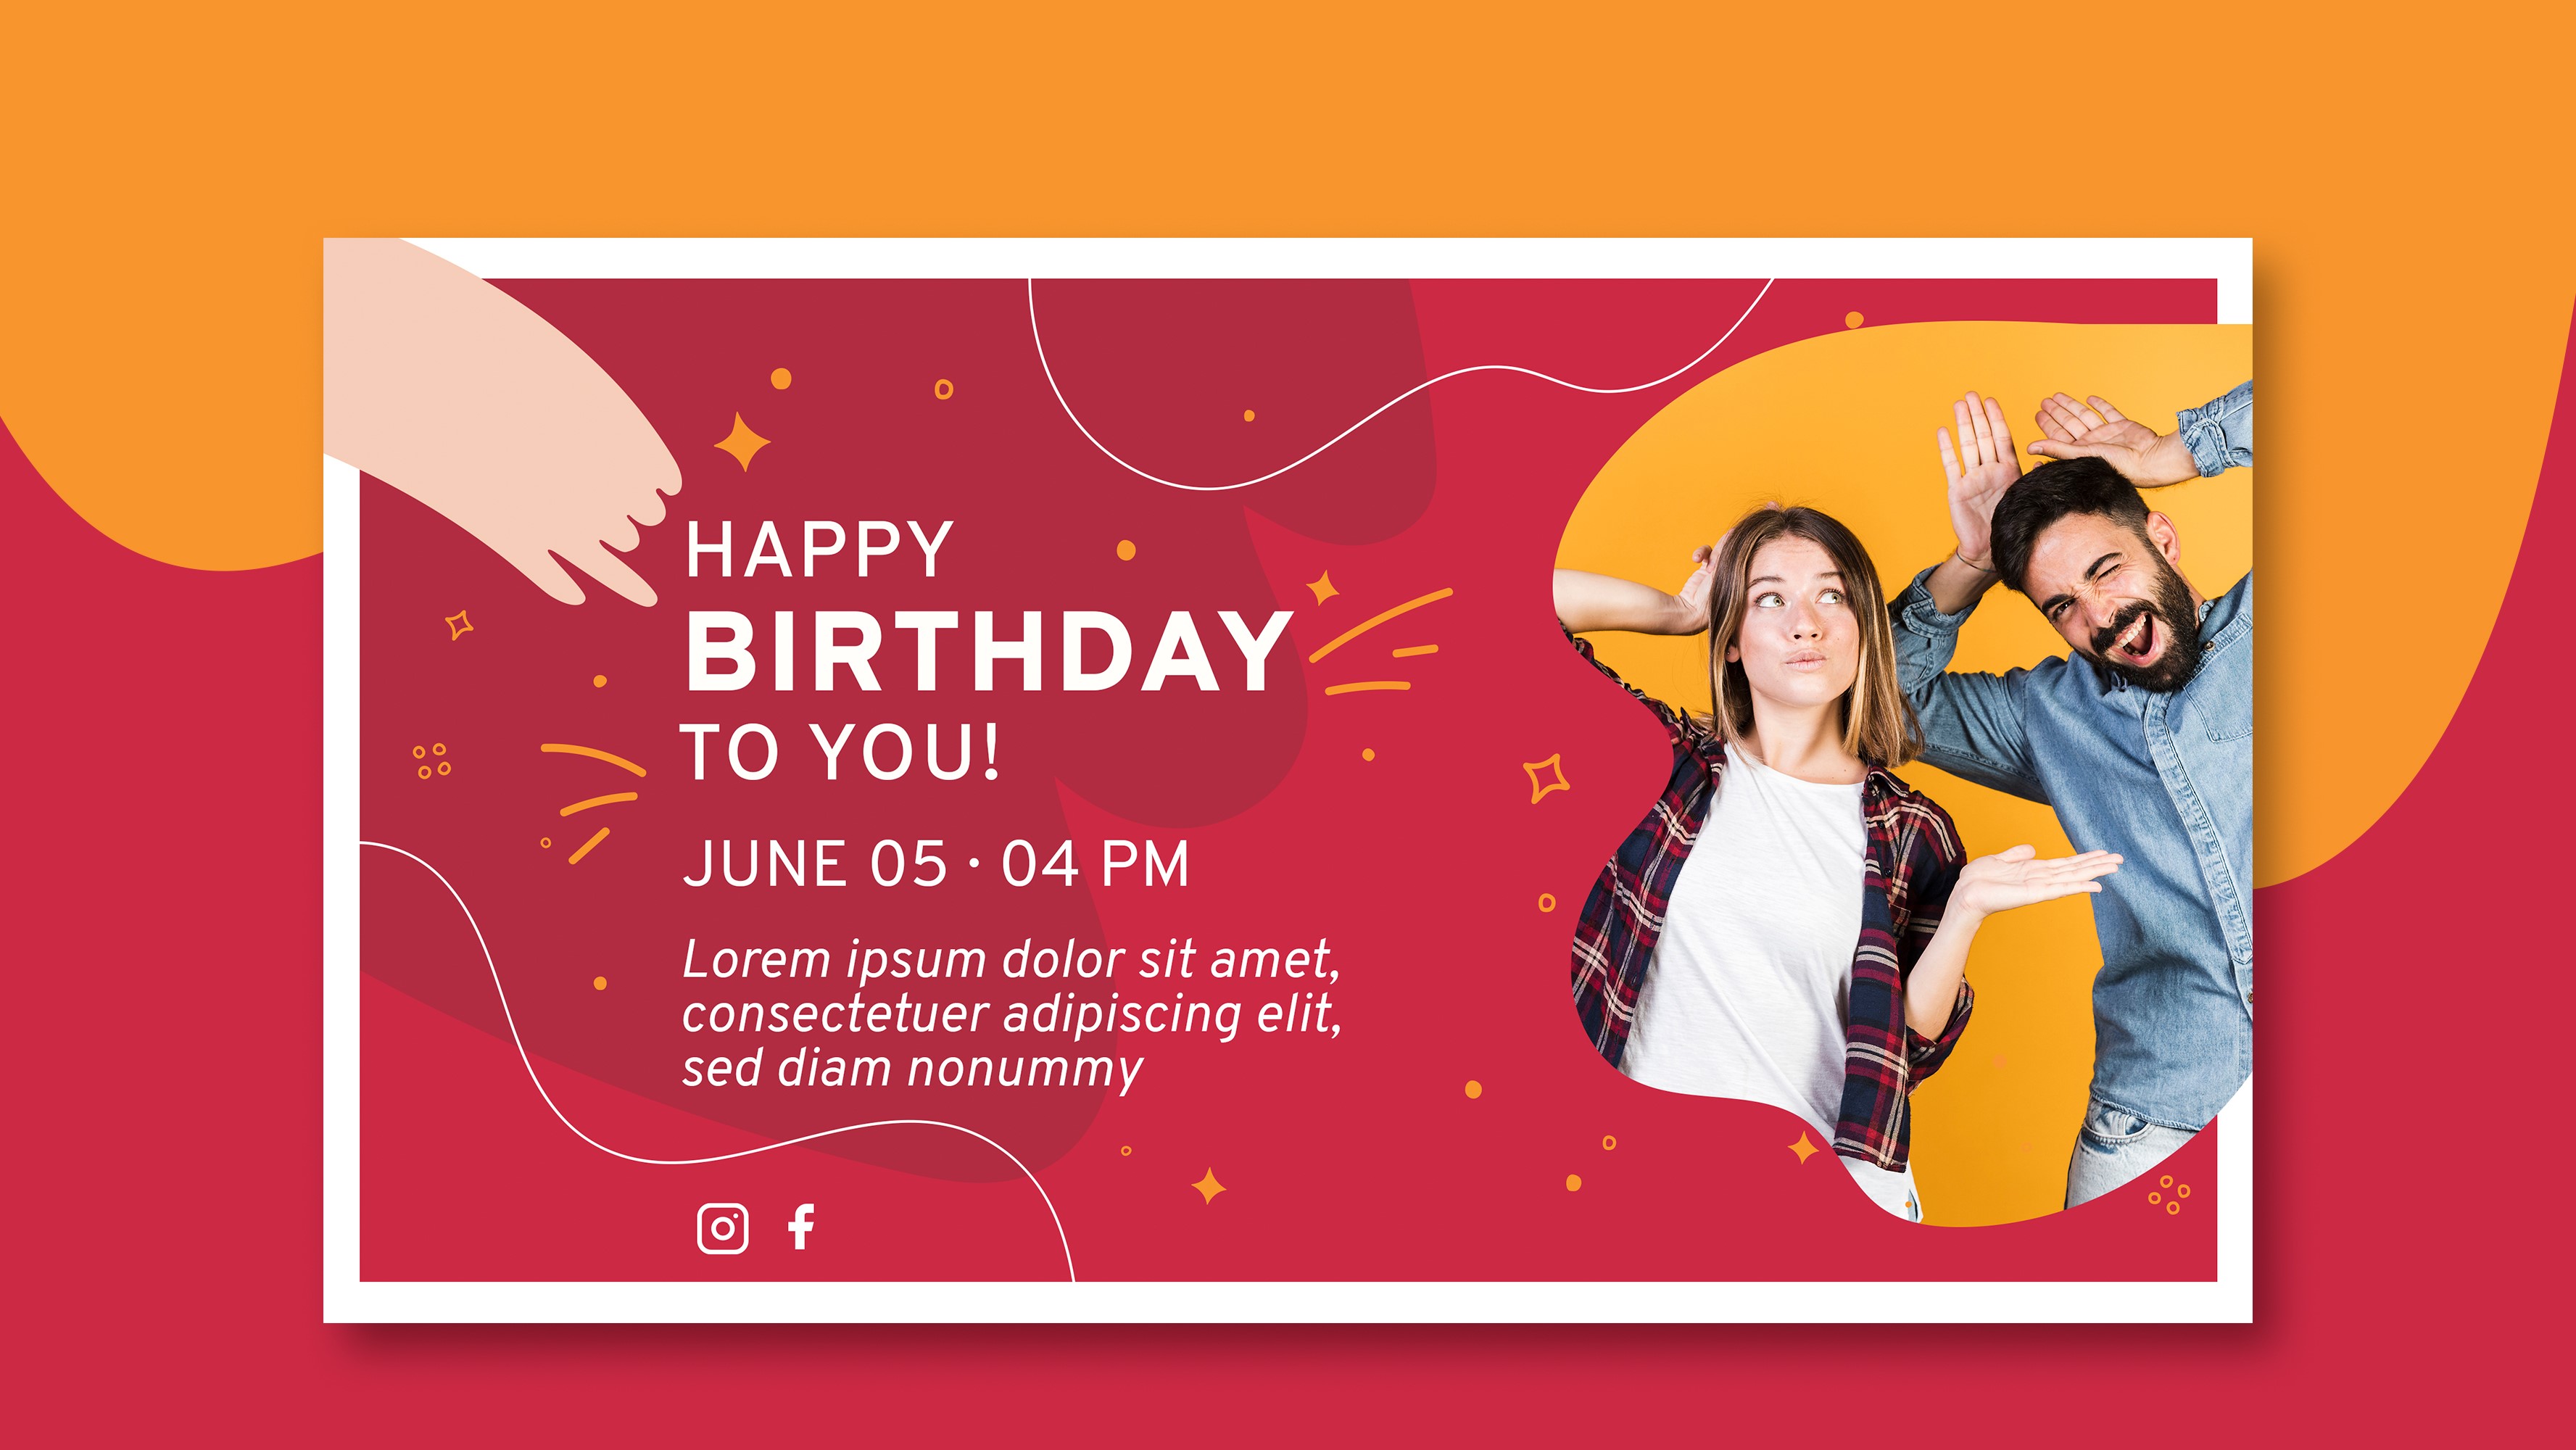 HAPPY
BIRTHDAY
TO YOU!
JUNE 05 · 04 PM
Lorem ipsum dolor sit amet,
consectetuer adipiscing elit,
sed diam nonummy